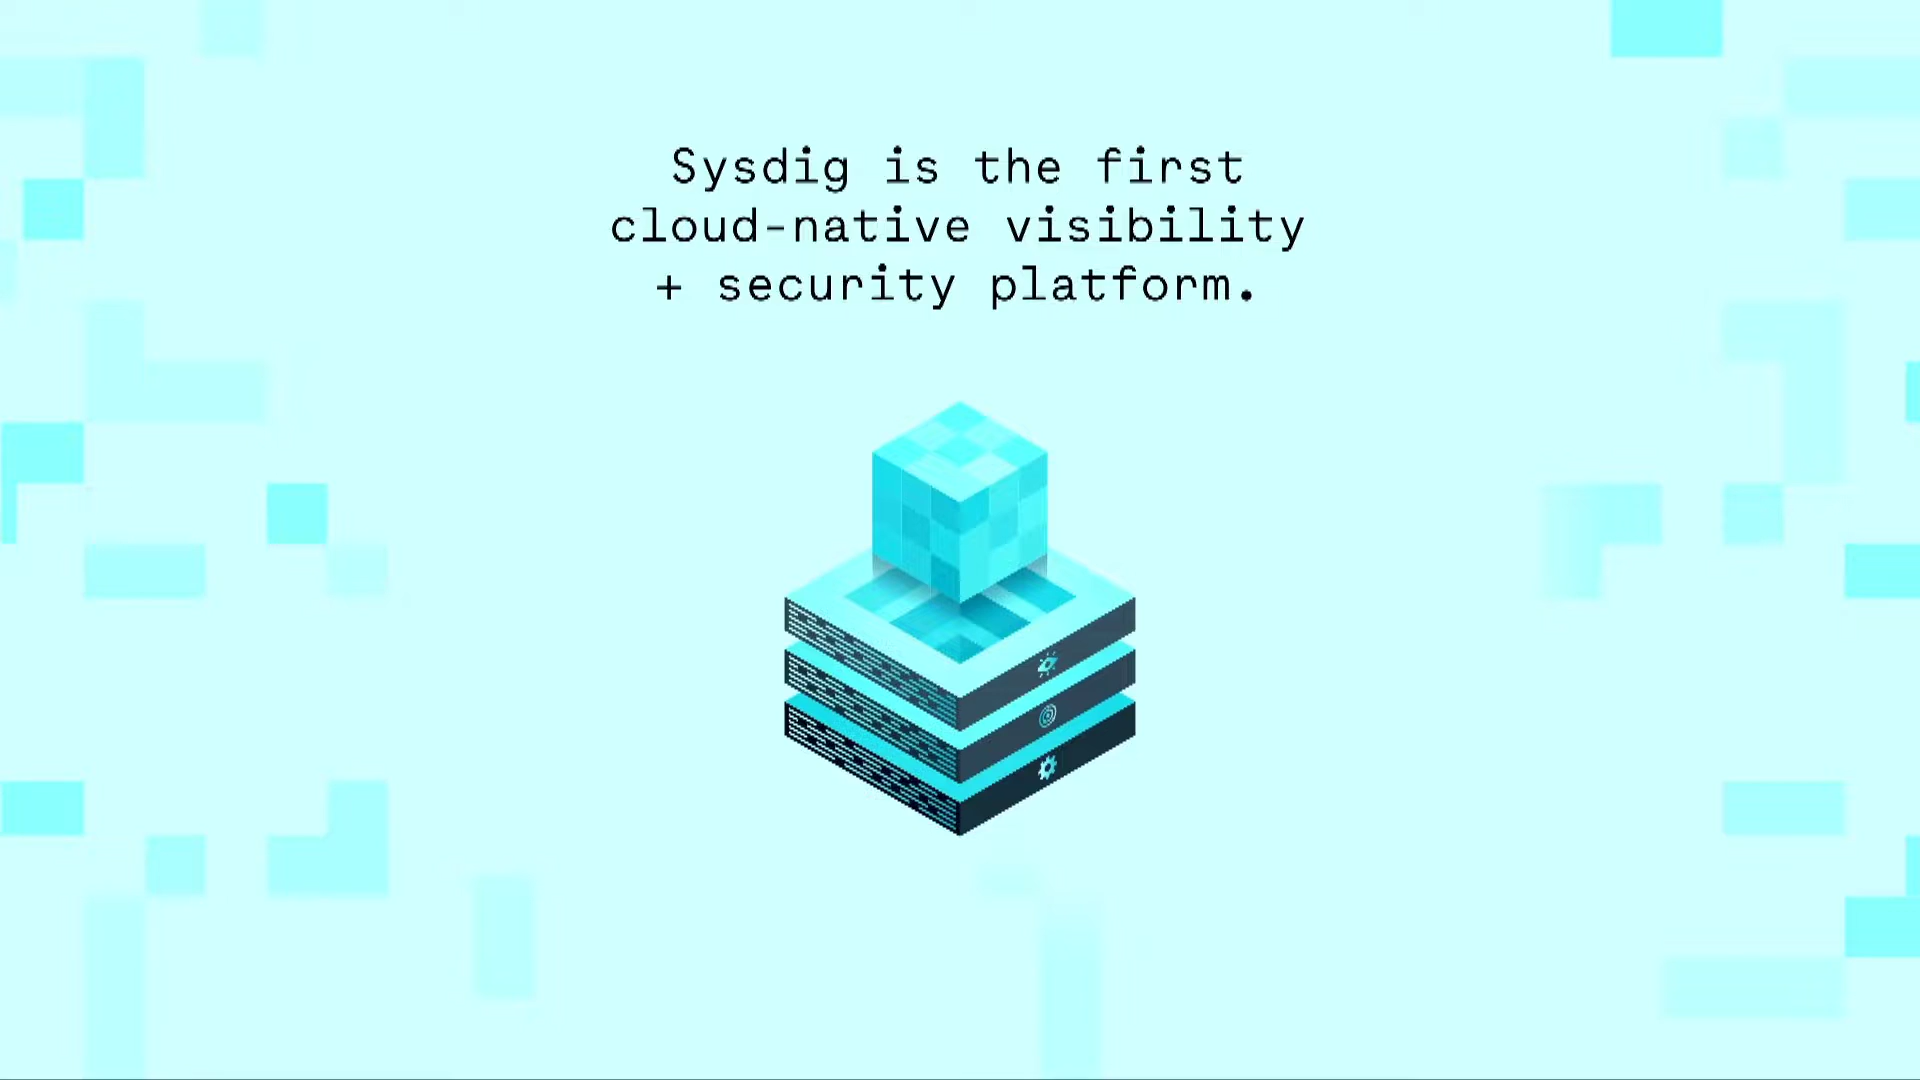 Sysdig is the first
cloud-native visibility
+ security platform.